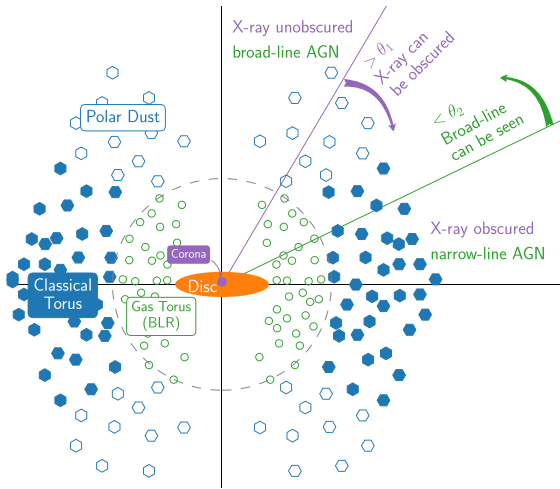 X-ray unobscured
broad-line AGN
> θ₁
X-ray can
be obscured
< θ₂
Broad-line
can be seen
Polar Dust
X-ray obscured
narrow-line AGN
Corona
Disc
Classical
Torus
Gas Torus
(BLR)